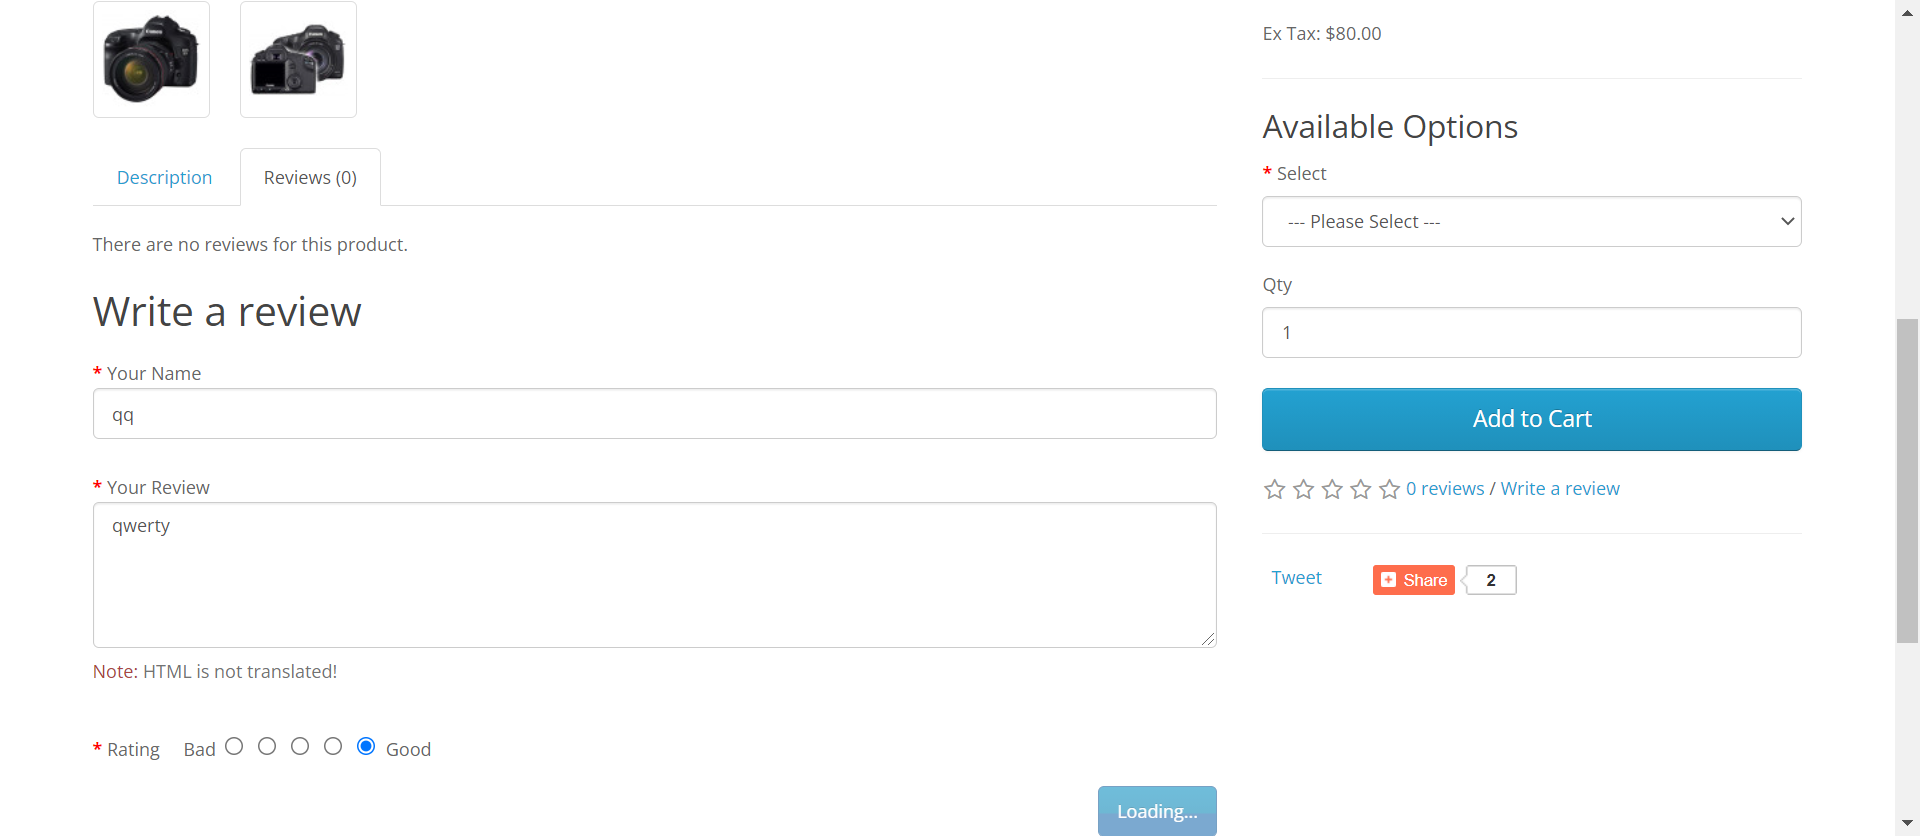 Description
Reviews (0)
There are no reviews for this product.
Write a review
* Your Name
qq
* Your Review
qwerty
Note: HTML is not translated!
* Rating Bad Good
Loading...
Ex Tax: $80.00
Available Options
* Select
--- Please Select ---
Qty
1
Add to Cart
0 reviews / Write a review
Tweet
Share
2